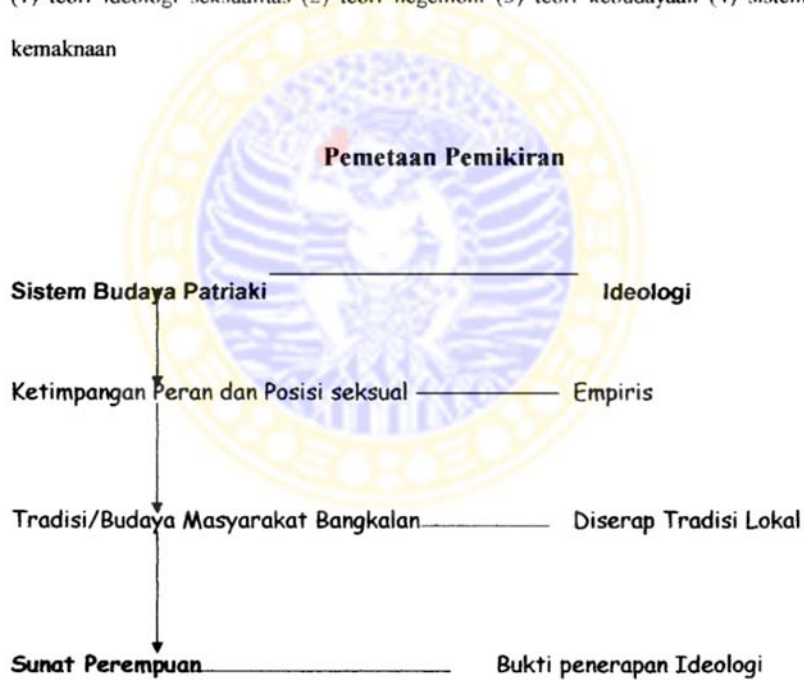 (1) teori ideologi seksualitas (2) teori hegemoni (3) teori kebudayaan (4) sistem
kemaknaan
Pemetaan Pemikiran
Sistem Budaya Patriaki Ideologi
Ketimpangan Peran dan Posisi seksual Empiris
Tradisi/Budaya Masyarakat Bangkalan Diserap Tradisi Lokal
Sunat Perempuan Bukti penerapan Ideologi